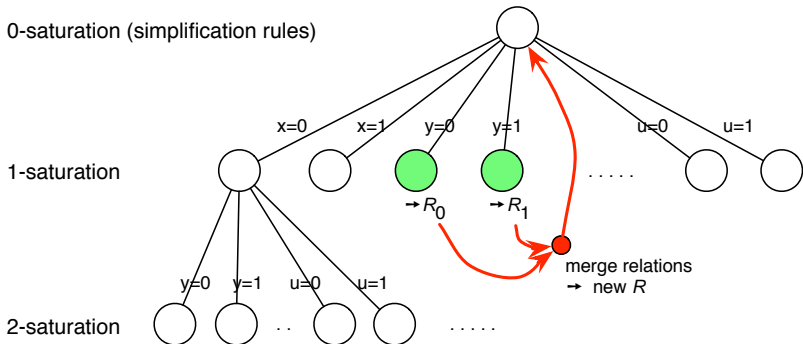 0-saturation (simplification rules)
x=0
x=1
y=0
y=1
u=0
u=1
1-saturation
. . . . .
→ R0
→ R1
merge relations
→ new R
y=0
y=1
u=0
u=1
2-saturation
. .
. . . . .